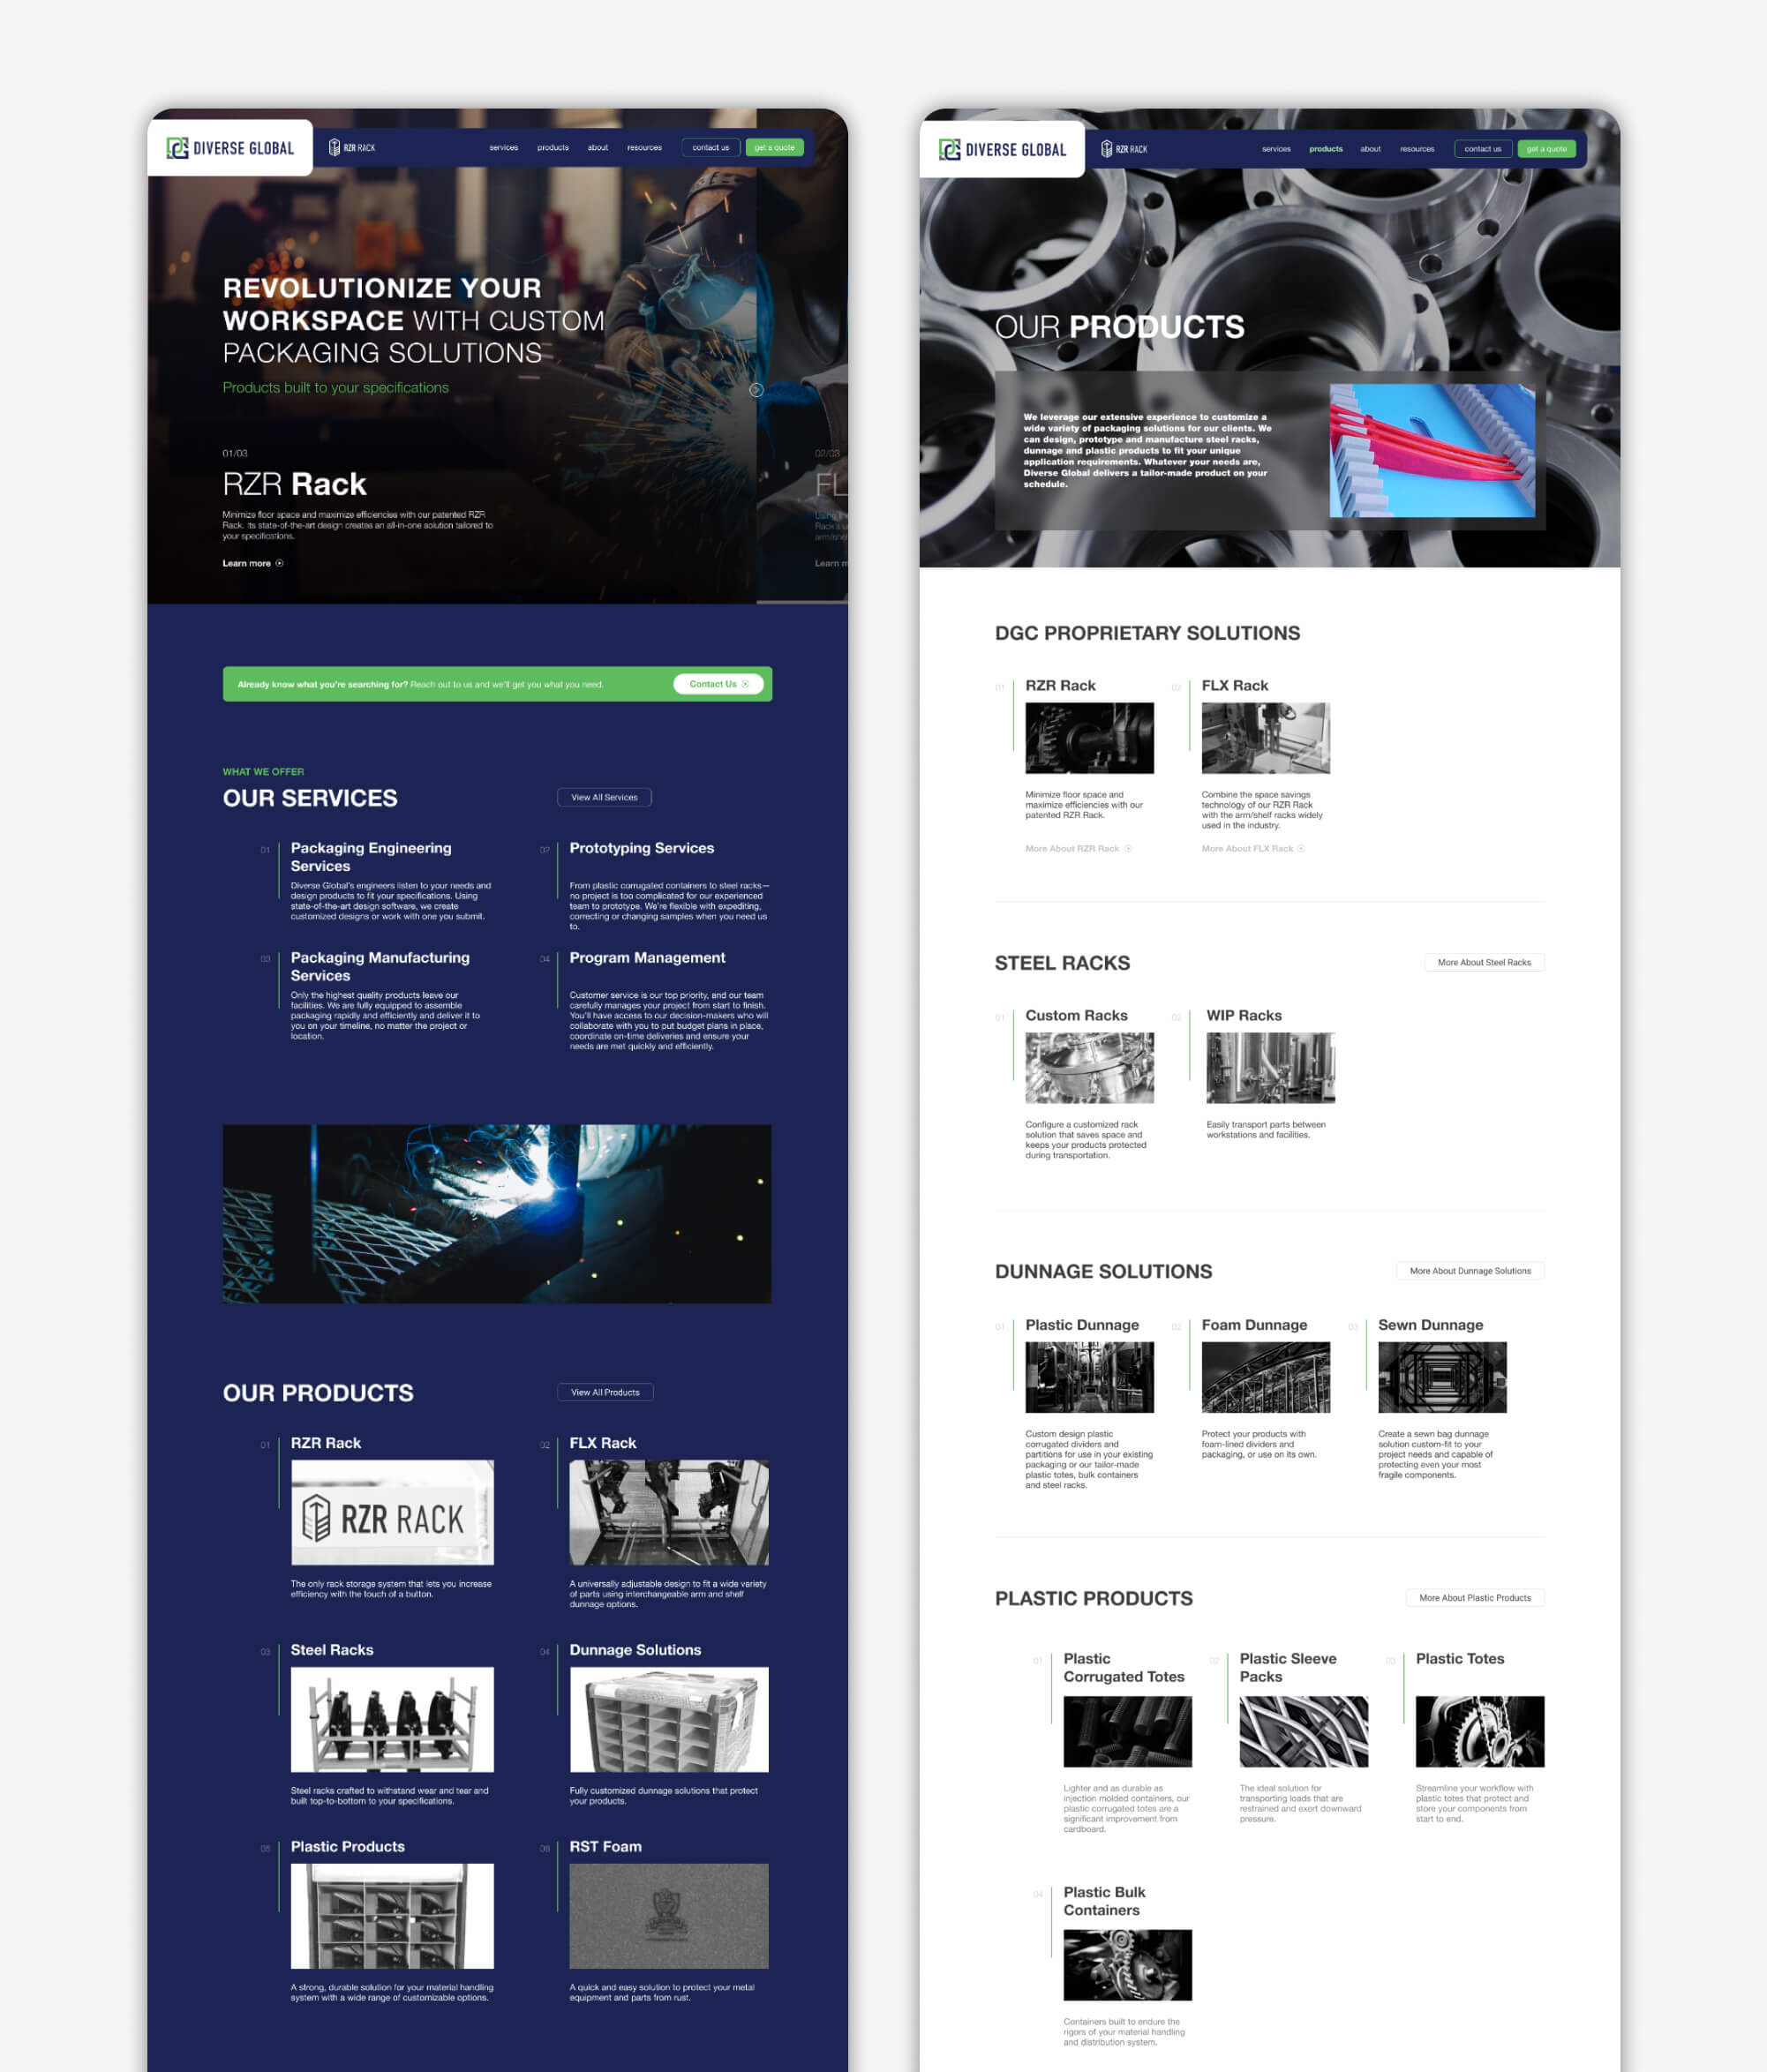 DIVERSE GLOBAL
RZR RACK
services
products
about
resources
contact us
get a quote
REVOLUTIONIZE YOUR
WORKSPACE WITH CUSTOM
PACKAGING SOLUTIONS
Products built to your specifications
01/03
RZR Rack
Minimize floor space and maximize efficiencies with our patented RZR
Rack. Its state-of-the-art design creates an all-in-one solution tailored to
your specifications.
Learn more
02/03
FL
Learn m
Already know what you're searching for? Reach out to us and we'll get you what you need.
Contact Us
WHAT WE OFFER
OUR SERVICES
View All Services
01
Packaging Engineering
Services
Diverse Global's engineers listen to your needs and
design products to fit your specifications. Using
state-of-the-art design software, we create
customized designs or work with one you submit.
02
Prototyping Services
From plastic corrugated containers to steel racks—
no project is too complicated for our experienced
team to prototype. We're flexible with expediting,
correcting or changing samples when you need us
to.
03
Packaging Manufacturing
Services
Only the highest quality products leave our
facilities. We are fully equipped to assemble
packaging rapidly and efficiently and deliver it to
you on your timeline, no matter the project or
location.
04
Program Management
Customer service is our top priority, and our team
carefully manages your project from start to finish.
You'll have access to our decision-makers who will
collaborate with you to put budget plans in place,
coordinate on-time deliveries and ensure your
needs are met quickly and efficiently.
OUR PRODUCTS
View All Products
01
RZR Rack
RZR RACK
The only rack storage system that lets you increase
efficiency with the touch of a button.
02
FLX Rack
A universally adjustable design to fit a wide variety
of parts using interchangeable arm and shelf
dunnage options.
03
Steel Racks
Steel racks crafted to withstand wear and tear and
built top-to-bottom to your specifications.
04
Dunnage Solutions
Fully customized dunnage solutions that protect
your products.
05
Plastic Products
A strong, durable solution for your material handling
system with a wide range of customizable options.
06
RST Foam
A quick and easy solution to protect your metal
equipment and parts from rust.
DIVERSE GLOBAL
RZR RACK
services
products
about
resources
contact us
get a quote
OUR PRODUCTS
We leverage our extensive experience to customize a
wide variety of packaging solutions for our clients. We
can design, prototype and manufacture steel racks,
dunnage and plastic products to fit your unique
application requirements. Whatever your needs are,
Diverse Global delivers a tailor-made product on your
schedule.
DGC PROPRIETARY SOLUTIONS
01
RZR Rack
Minimize floor space and
maximize efficiencies with our
patented RZR Rack.
More About RZR Rack
02
FLX Rack
Combine the space savings
technology of our RZR Rack
with the arm/shelf racks widely
used in the industry.
More About FLX Rack
STEEL RACKS
More About Steel Racks
01
Custom Racks
Configure a customized rack
solution that saves space and
keeps your products protected
during transportation.
02
WIP Racks
Easily transport parts between
workstations and facilities.
DUNNAGE SOLUTIONS
More About Dunnage Solutions
01
Plastic Dunnage
Custom design plastic
corrugated dividers and
partitions for use in your existing
packaging or our tailor-made
plastic totes, bulk containers
and steel racks.
02
Foam Dunnage
Protect your products with
foam-lined dividers and
packaging, or use on its own.
03
Sewn Dunnage
Create a sewn bag dunnage
solution custom-fit to your
project needs and capable of
protecting even your most
fragile components.
PLASTIC PRODUCTS
More About Plastic Products
01
Plastic
Corrugated Totes
Lighter and as durable as
injection molded containers, our
plastic corrugated totes are a
significant improvement from
cardboard.
02
Plastic Sleeve
Packs
The ideal solution for
transporting loads that are
restrained and exert downward
pressure.
03
Plastic Totes
Streamline your workflow with
plastic totes that protect and
store your components from
start to end.
04
Plastic Bulk
Containers
Containers built to endure the
rigors of your material handling
and distribution system.